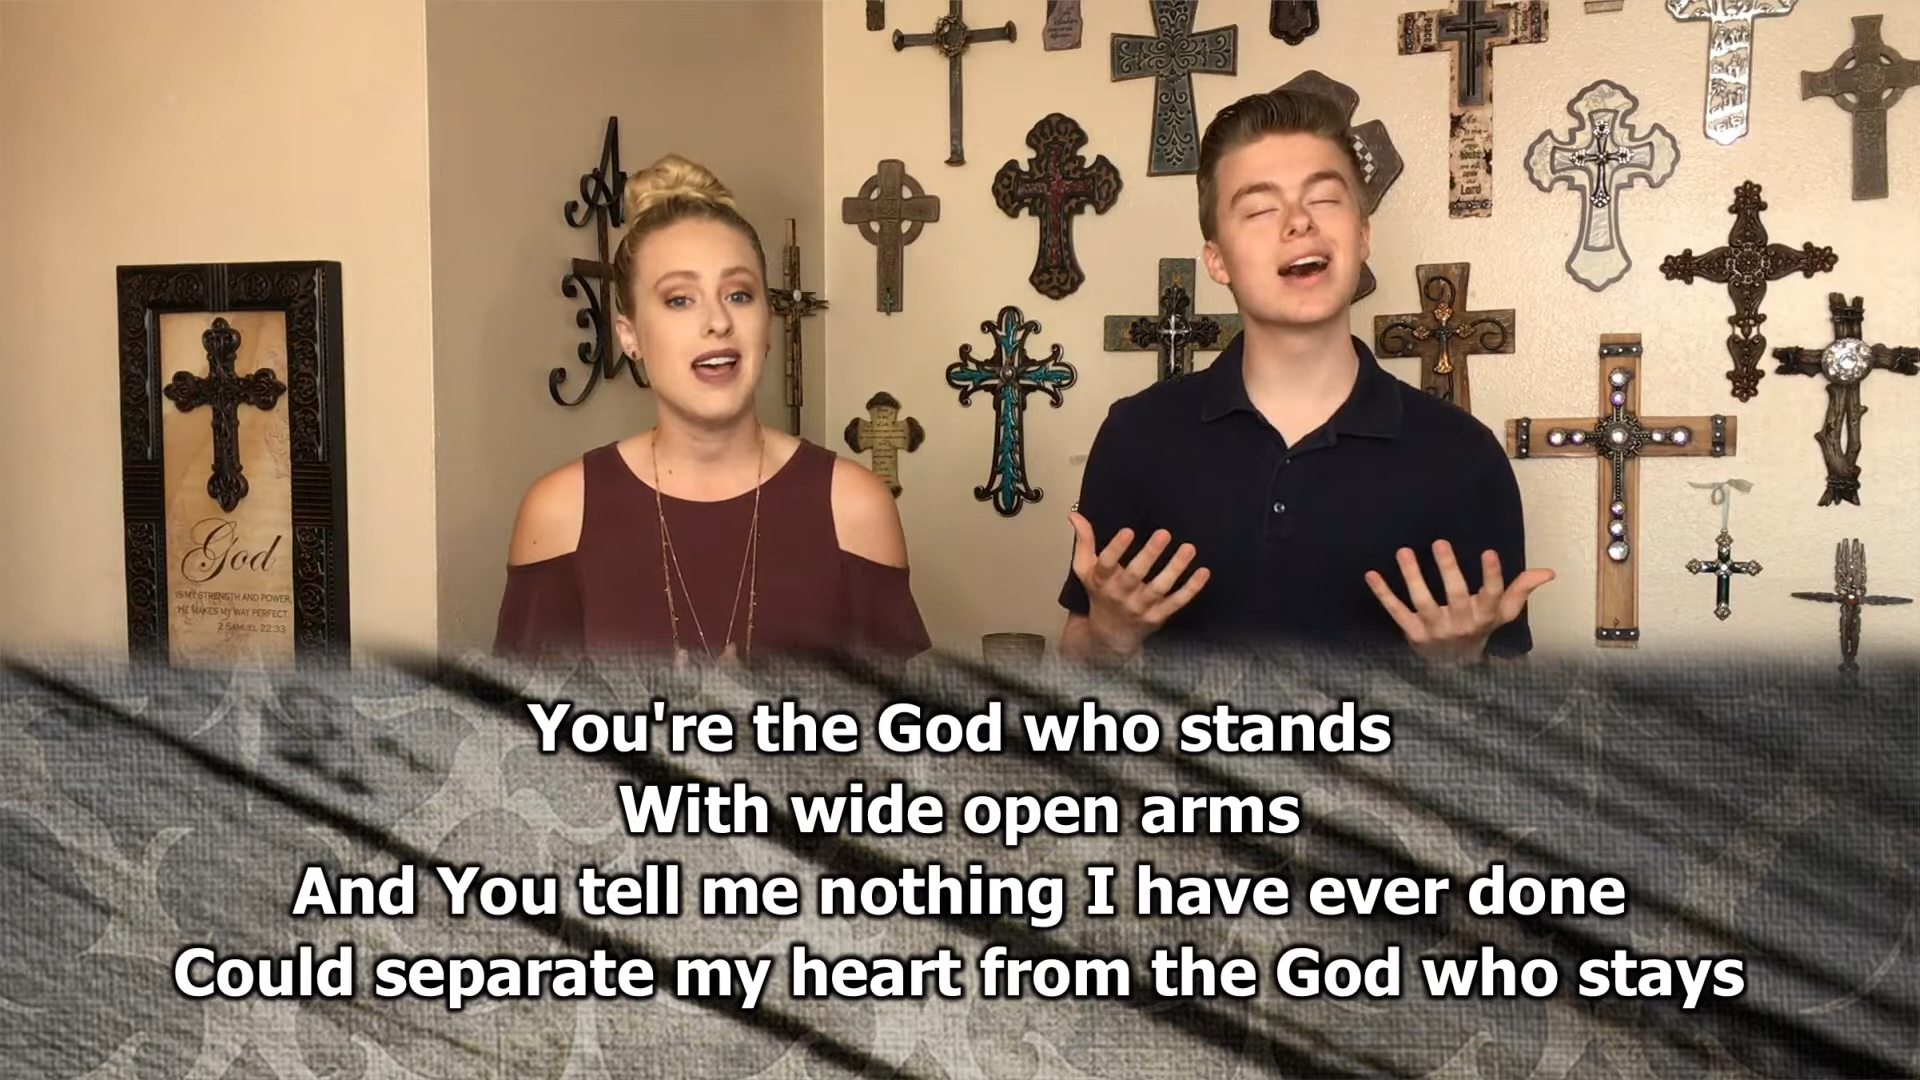 God
IS MY STRENGTH AND POWER,
HE MAKES MY WAY PERFECT
2 SAMUEL 22:33
Lord
You're the God who stands
With wide open arms
And You tell me nothing I have ever done
Could separate my heart from the God who stays